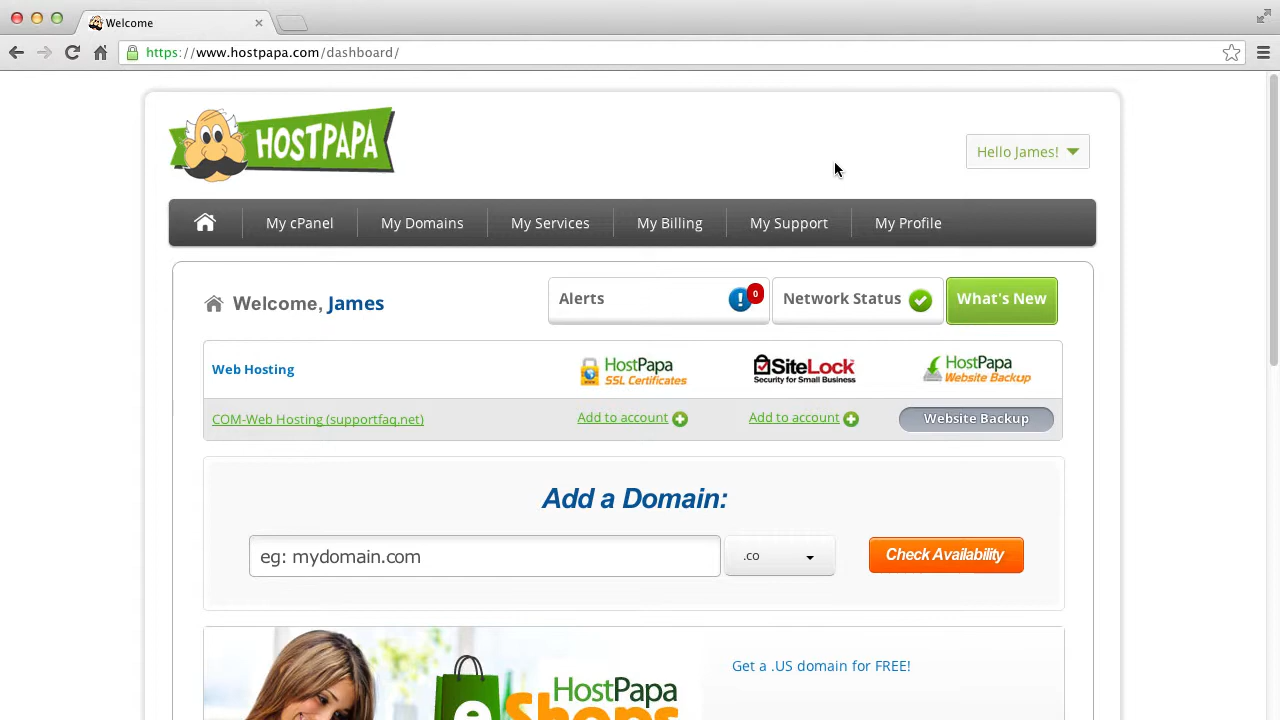 Welcome
https://www.hostpapa.com/dashboard/
HOSTPAPA
Hello James!
My cPanel
My Domains
My Services
My Billing
My Support
My Profile
Welcome, James
Alerts
! 0
Network Status
What's New
Web Hosting
HostPapa
SSL Certificates
SiteLock
Security for Small Business
HostPapa
Website Backup
COM-Web Hosting (supportfaq.net)
Add to account
Add to account
Website Backup
Add a Domain:
eg: mydomain.com
.co
Check Availability
HostPapa
eShops
Get a .US domain for FREE!